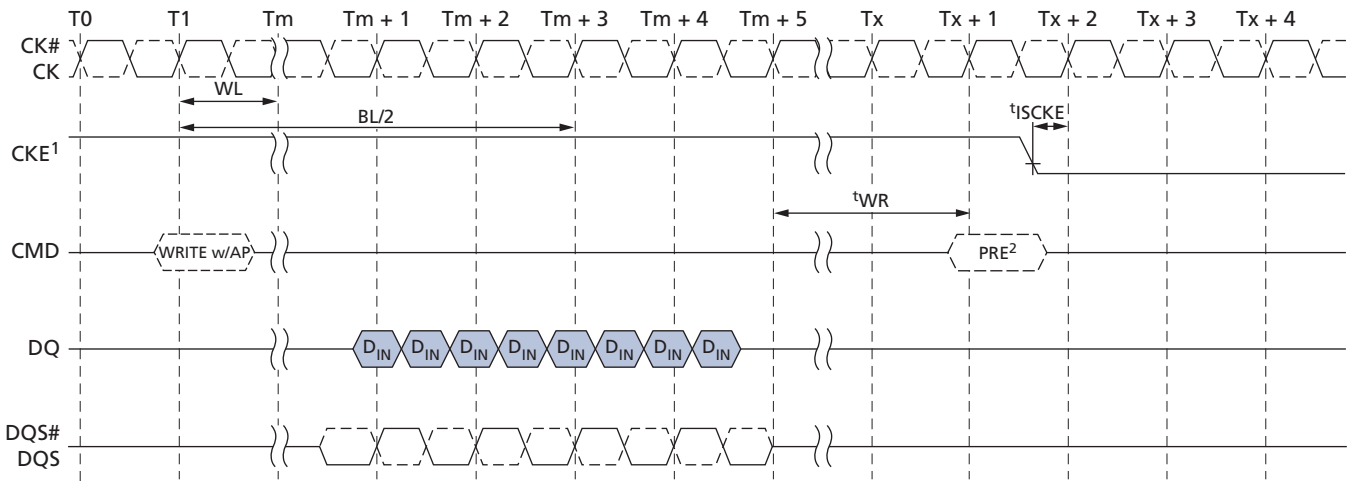 T0 T1 Tm Tm + 1 Tm + 2 Tm + 3 Tm + 4 Tm + 5 Tx Tx + 1 Tx + 2 Tx + 3 Tx + 4
CK#
CK
WL
BL/2
tISCKE
CKE1
tWR
CMD WRITE w/AP PRE2
DQ DIN DIN DIN DIN DIN DIN DIN DIN
DQS#
DQS